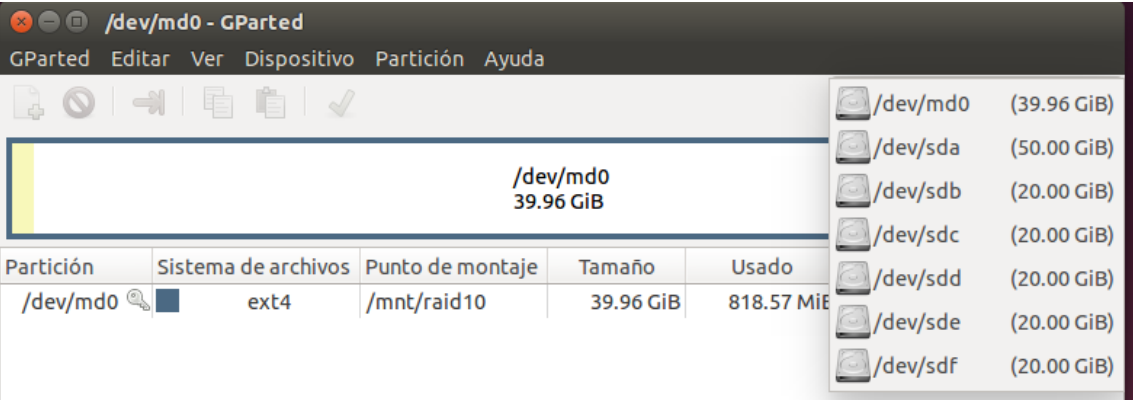 /dev/md0 - GParted
GParted Editar Ver Dispositivo Partición Ayuda
/dev/md0 (39.96 GiB)
/dev/sda (50.00 GiB)
/dev/sdb (20.00 GiB)
/dev/sdc (20.00 GiB)
/dev/sdd (20.00 GiB)
/dev/sde (20.00 GiB)
/dev/sdf (20.00 GiB)
/dev/md0
39.96 GiB
Partición Sistema de archivos Punto de montaje Tamaño Usado
/dev/md0 ext4 /mnt/raid10 39.96 GiB 818.57 MiB